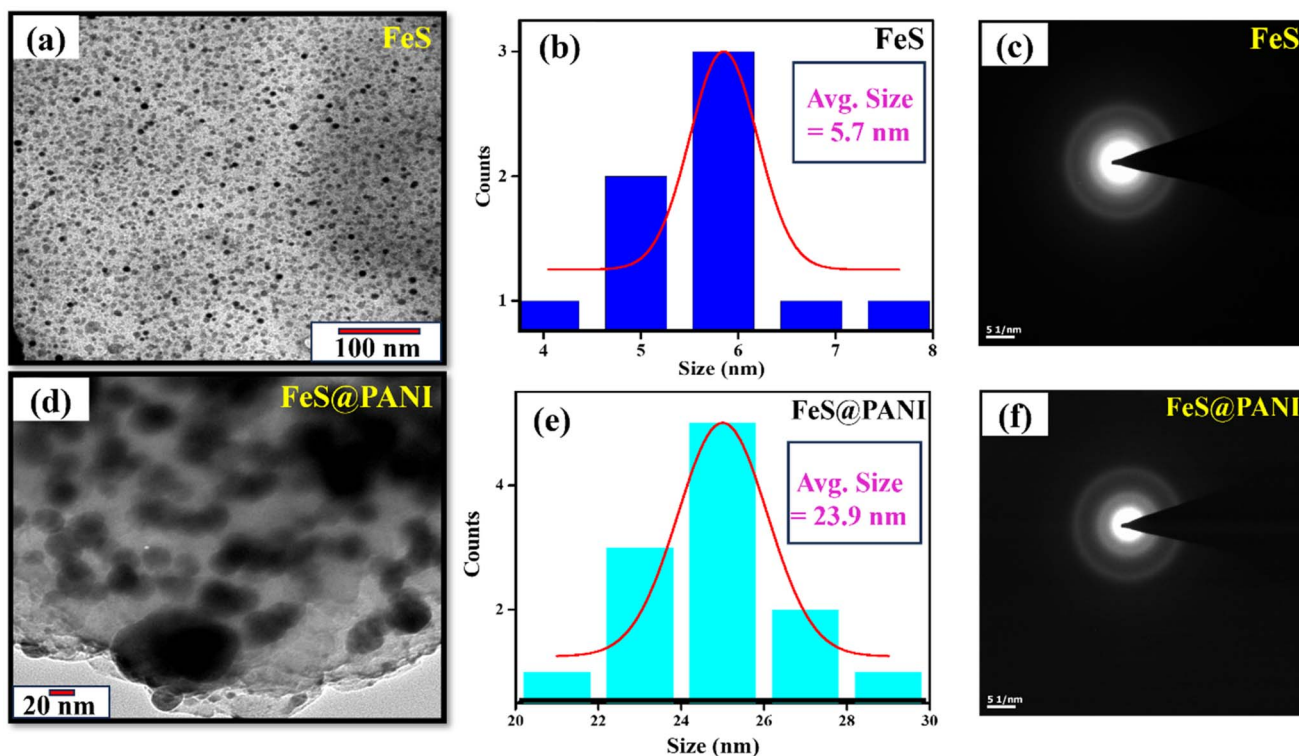 (a)
FeS
100 nm
(b)
FeS
Avg. Size
= 5.7 nm
Counts
3
2
1
4
5
6
7
8
Size (nm)
(c)
FeS
5 1/nm
(d)
FeS@PANI
20 nm
(e)
FeS@PANI
Avg. Size
= 23.9 nm
Counts
4
2
20
22
24
26
28
30
Size (nm)
(f)
FeS@PANI
5 1/nm